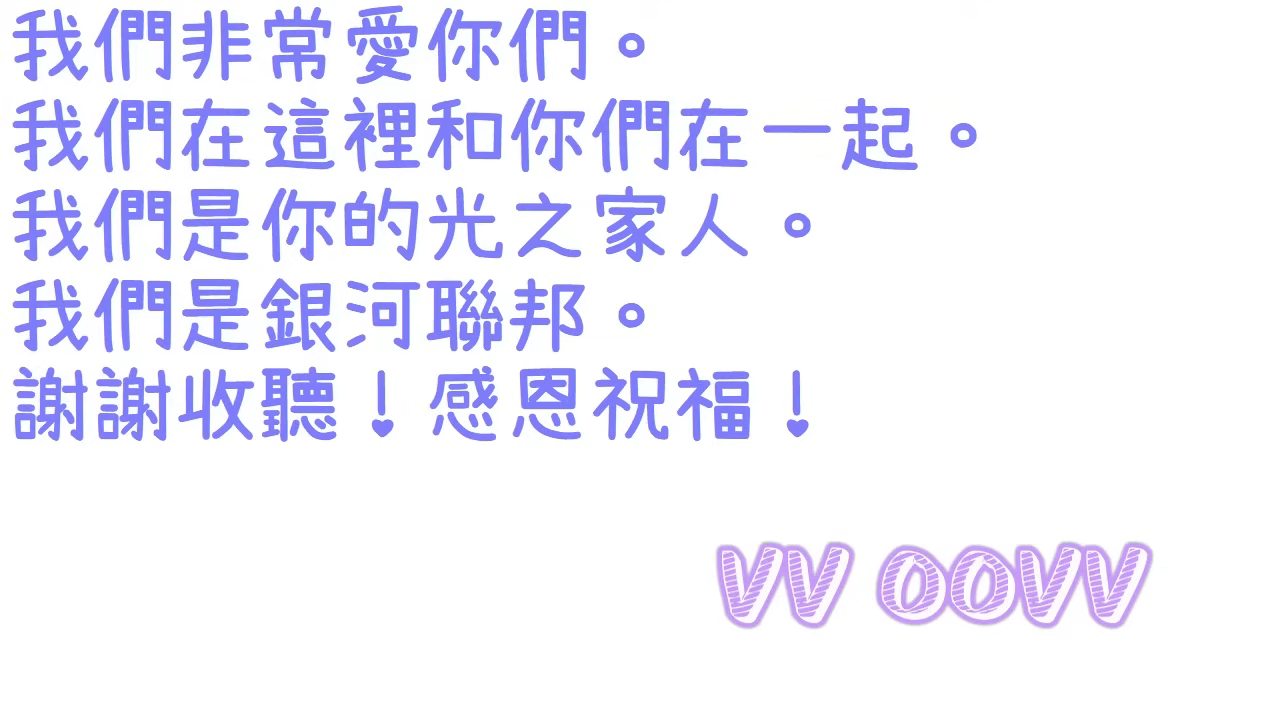 我們非常愛你們。
我們在這裡和你們在一起。
我們是你的光之家人。
我們是銀河聯邦。
謝謝收聽！感恩祝福！
VV OOVV